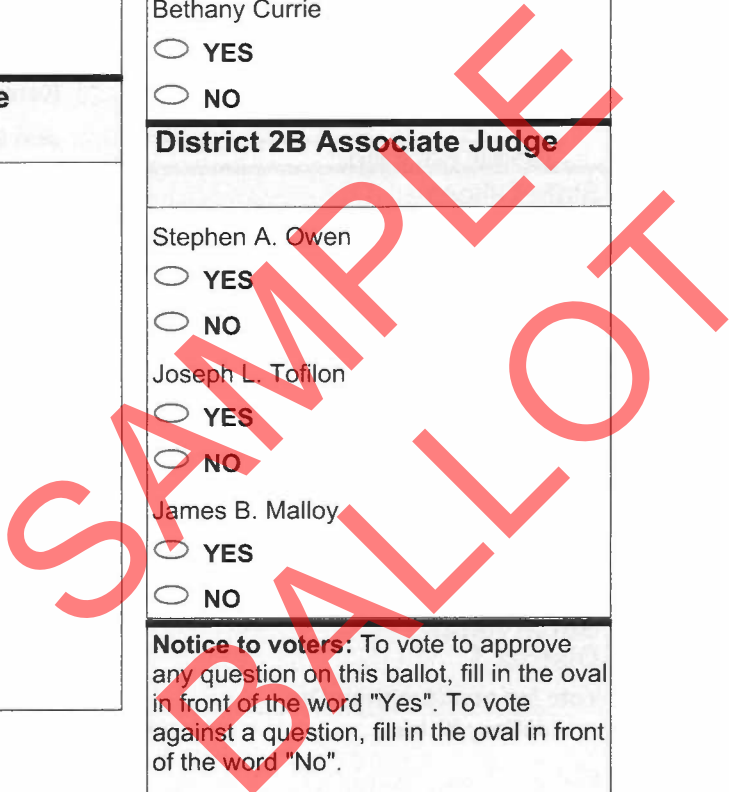 e
Bethany Currie
YES
NO
District 2B Associate Judge
Stephen A. Owen
YES
NO
Joseph L. Tofilon
YES
NO
James B. Malloy
YES
NO
Notice to voters: To vote to approve
any question on this ballot, fill in the oval
in front of the word "Yes". To vote
against a question, fill in the oval in front
of the word "No".
SAMPLE
BALLOT